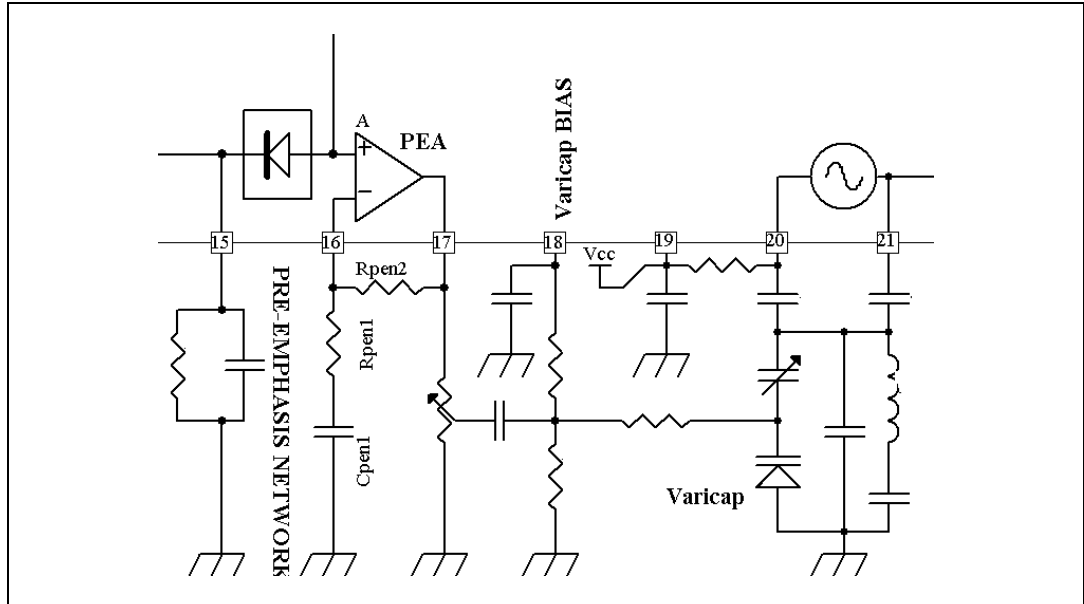 A
PEA
Varicap BIAS
15
16
17
18
19
20
21
Vcc
Rpen2
Rpen1
Cpen1
PRE-EMPHASIS NETWORK
Varicap
+
−